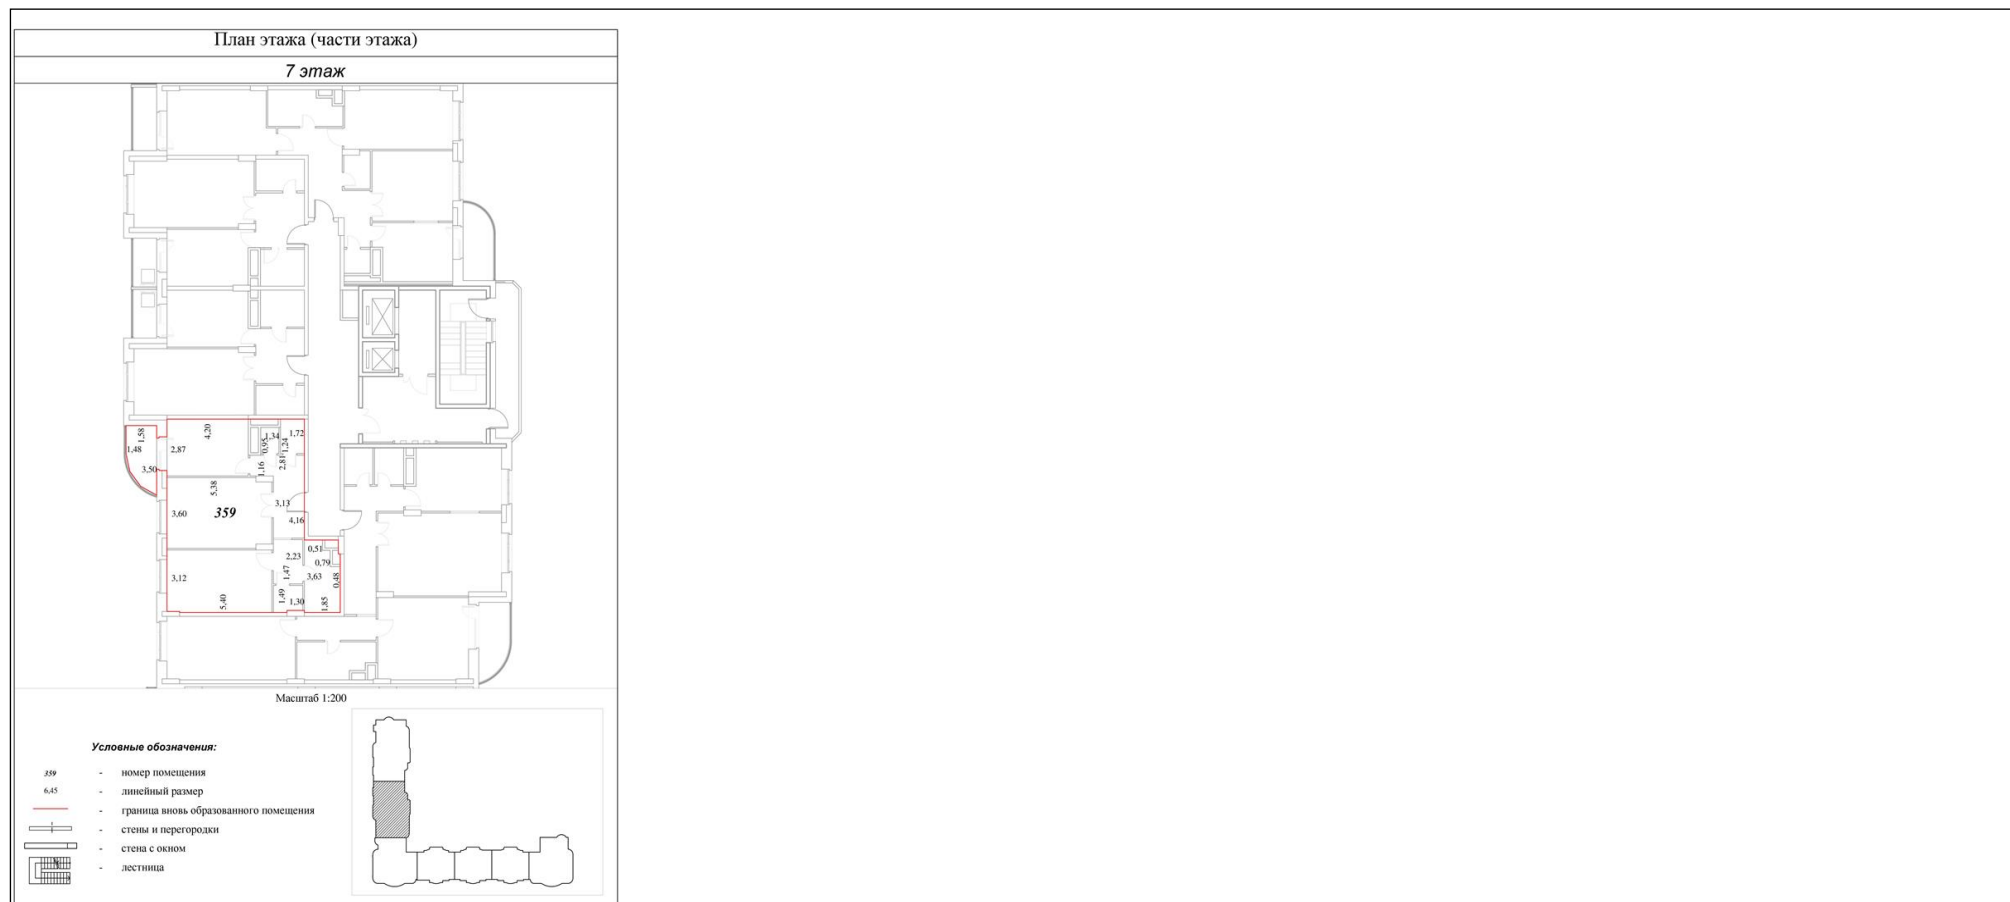 План этажа (части этажа)
7 этаж
1,58
4,20
1,34
1,72
1,48
2,87
0,95
1,24
3,50
1,16
2,81
5,38
3,13
3,60
359
4,16
0,51
2,23
0,79
3,12
1,47
3,63
0,48
5,40
1,49
1,30
1,85
Масштаб 1:200
Условные обозначения:
359 - номер помещения
6,45 - линейный размер
- граница вновь образованного помещения
- стены и перегородки
- стена с окном
- лестница